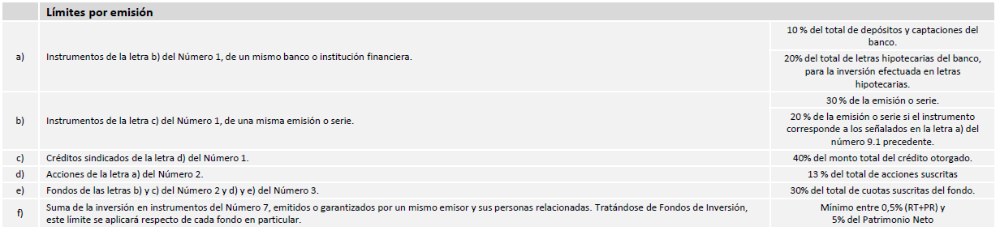 Límites por emisión
a)
Instrumentos de la letra b) del Número 1, de un mismo banco o institución financiera.
10 % del total de depósitos y captaciones del
banco.
20% del total de letras hipotecarias del banco,
para la inversión efectuada en letras
hipotecarias.
b)
Instrumentos de la letra c) del Número 1, de una misma emisión o serie.
30 % de la emisión o serie.
20 % de la emisión o serie si el instrumento
corresponde a los señalados en la letra a) del
número 9.1 precedente.
c)
Créditos sindicados de la letra d) del Número 1.
40% del monto total del crédito otorgado.
d)
Acciones de la letra a) del Número 2.
13 % del total de acciones suscritas
e)
Fondos de las letras b) y c) del Número 2 y d) y e) del Número 3.
30% del total de cuotas suscritas del fondo.
f)
Suma de la inversión en instrumentos del Número 7, emitidos o garantizados por un mismo emisor y sus personas relacionadas. Tratándose de Fondos de Inversión,
este límite se aplicará respecto de cada fondo en particular.
Mínimo entre 0,5% (RT+PR) y
5% del Patrimonio Neto